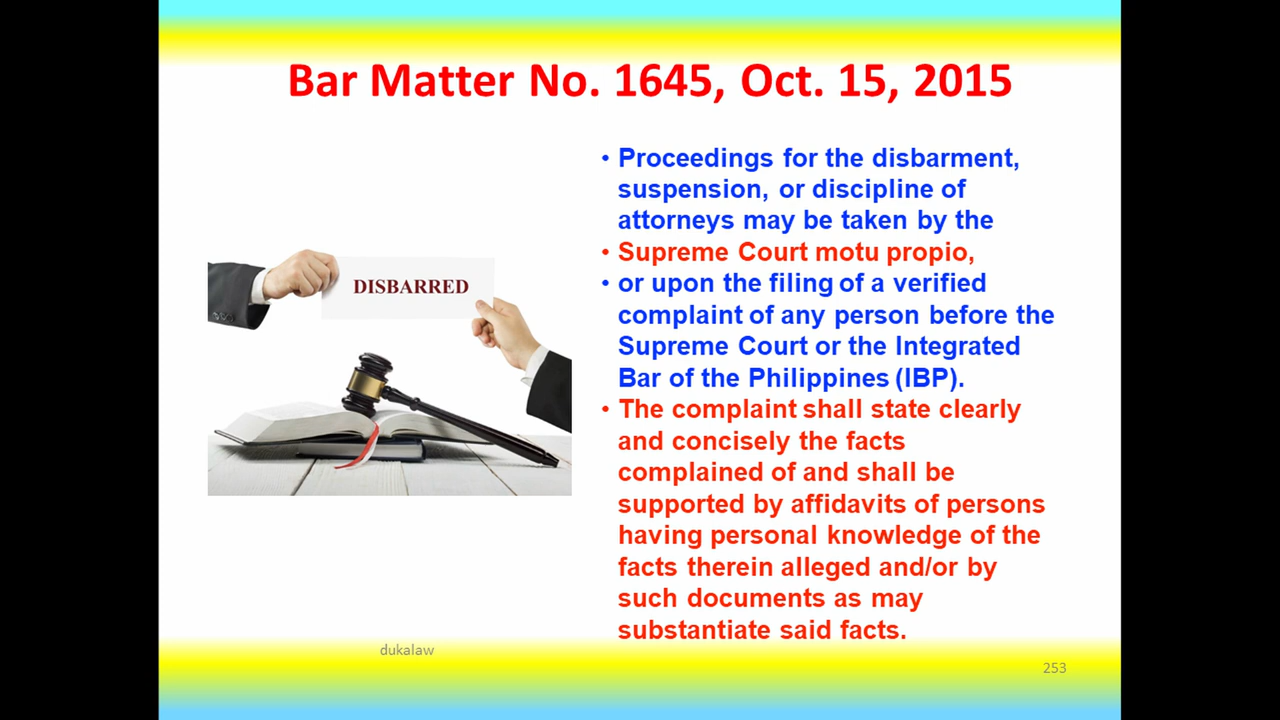 Bar Matter No. 1645, Oct. 15, 2015
DISBARRED
• Proceedings for the disbarment,
suspension, or discipline of
attorneys may be taken by the
• Supreme Court motu propio,
• or upon the filing of a verified
complaint of any person before the
Supreme Court or the Integrated
Bar of the Philippines (IBP).
• The complaint shall state clearly
and concisely the facts
complained of and shall be
supported by affidavits of persons
having personal knowledge of the
facts therein alleged and/or by
such documents as may
substantiate said facts.
dukalaw
253